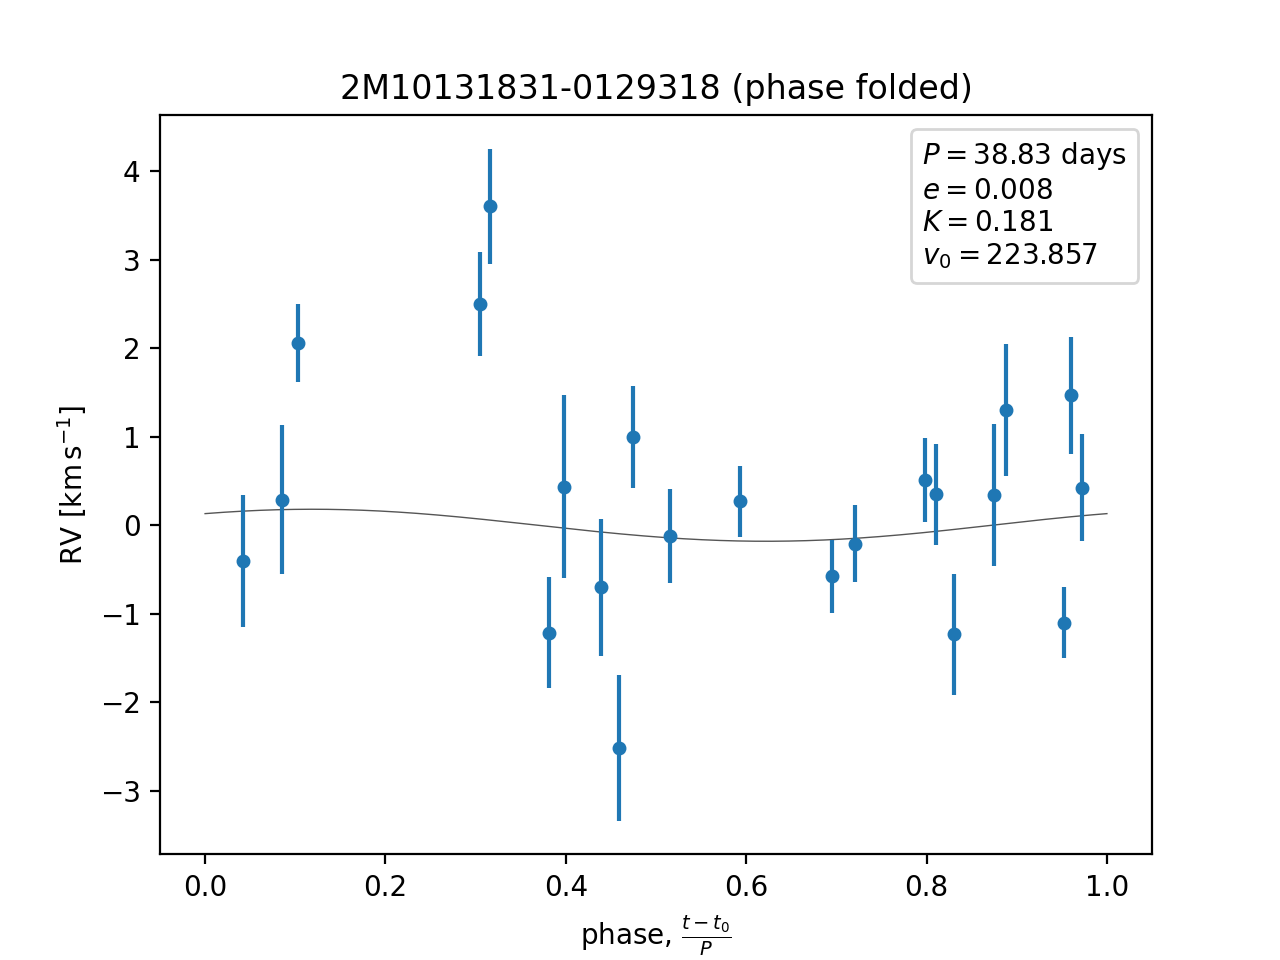 2M10131831-0129318 (phase folded)
P = 38.83 days
e = 0.008
K = 0.181
v₀ = 223.857
4
3
2
1
0
−1
−2
−3
RV [km s⁻¹]
0.0 0.2 0.4 0.6 0.8 1.0
phase, (t − t₀)/P